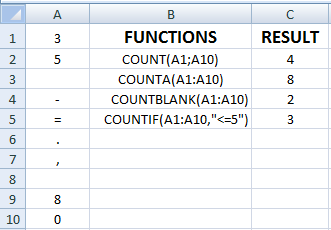 A B C
1 3 FUNCTIONS RESULT
2 5 COUNT(A1;A10) 4
3 COUNTA(A1:A10) 8
4 - COUNTBLANK(A1:A10) 2
5 = COUNTIF(A1:A10,"<=5") 3
6 .
7 ,
8
9 8
10 0